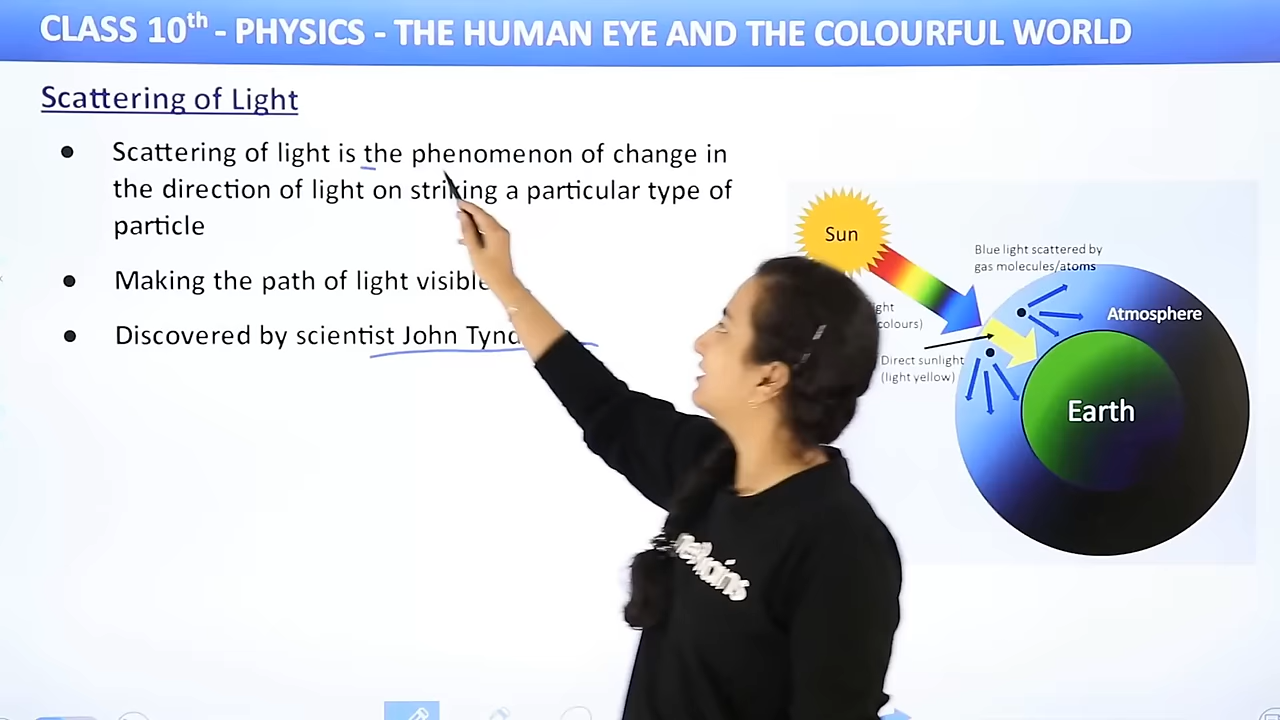 CLASS 10th - PHYSICS - THE HUMAN EYE AND THE COLOURFUL WORLD
Scattering of Light
• Scattering of light is the phenomenon of change in
the direction of light on striking a particular type of
particle
• Making the path of light visible
• Discovered by scientist John
Sun
Blue light scattered by
gas molecules/atoms
Atmosphere
colours)
Direct sunlight
(light yellow)
Earth